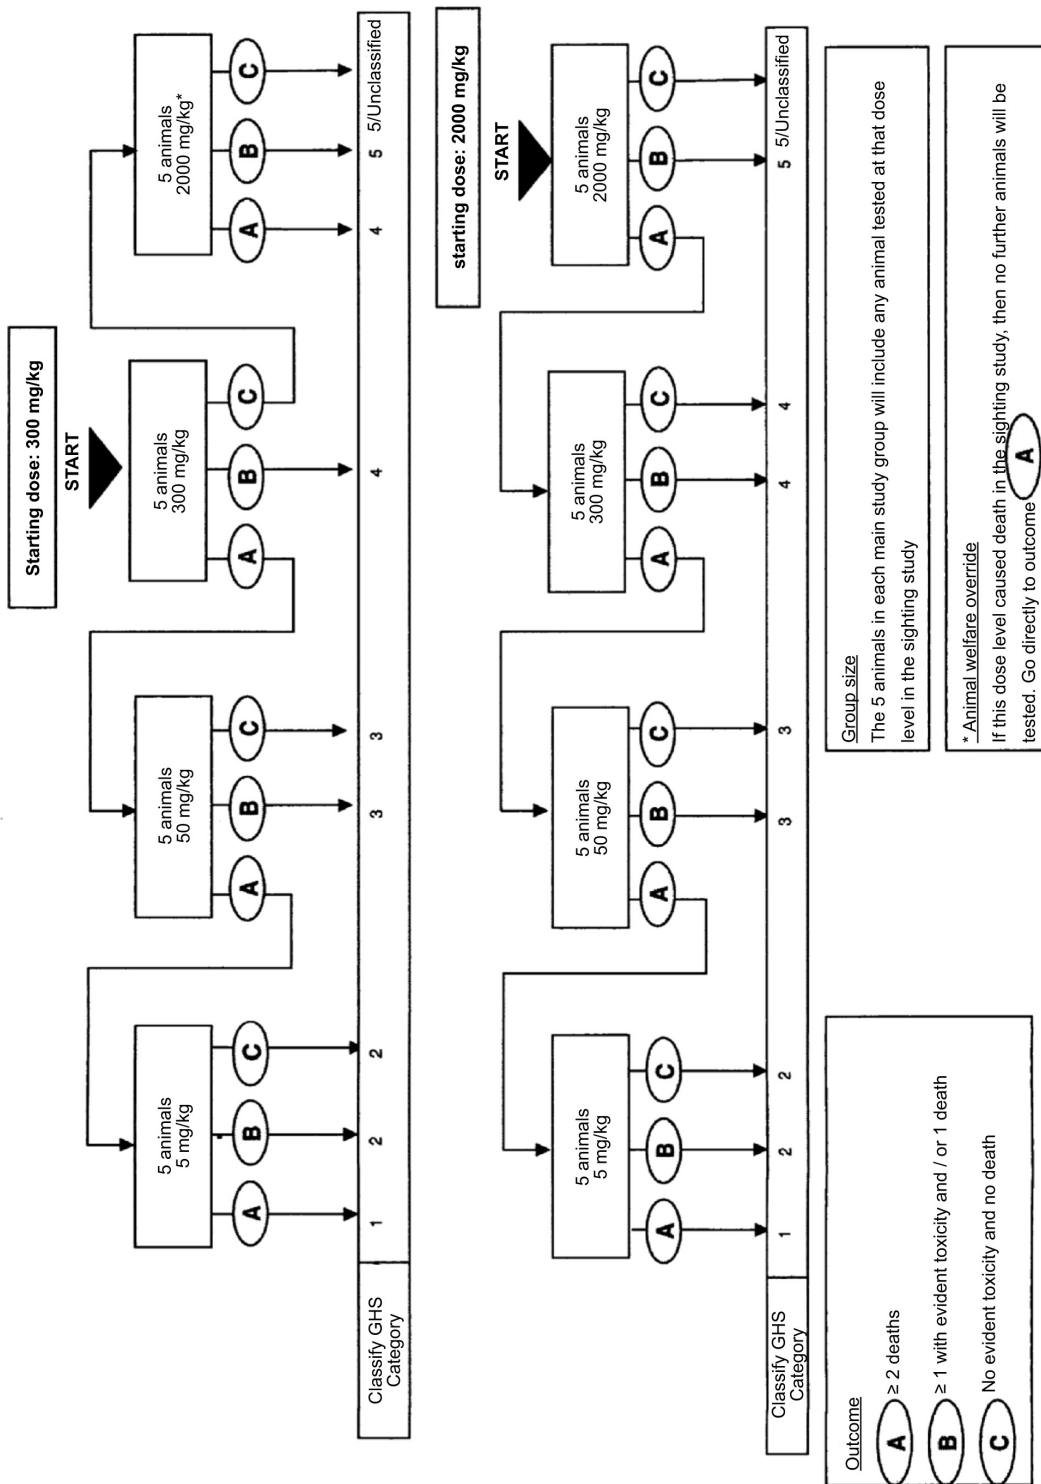 Starting dose: 300 mg/kg
START
5 animals
5 mg/kg
5 animals
50 mg/kg
5 animals
300 mg/kg
5 animals
2000 mg/kg*
A
B
C
A
B
C
A
B
C
A
B
C
Classify GHS
Category
1
2
2
3
3
4
4
5
5/Unclassified
starting dose: 2000 mg/kg
START
5 animals
5 mg/kg
5 animals
50 mg/kg
5 animals
300 mg/kg
5 animals
2000 mg/kg
A
B
C
A
B
C
A
B
C
A
B
C
Classify GHS
Category
1
2
2
3
3
4
4
5
5/Unclassified
Outcome
A ≥ 2 deaths
B ≥ 1 with evident toxicity and / or 1 death
C No evident toxicity and no death
Group size
The 5 animals in each main study group will include any animal tested at that dose
level in the sighting study
* Animal welfare override
If this dose level caused death in the sighting study, then no further animals will be
tested. Go directly to outcome A